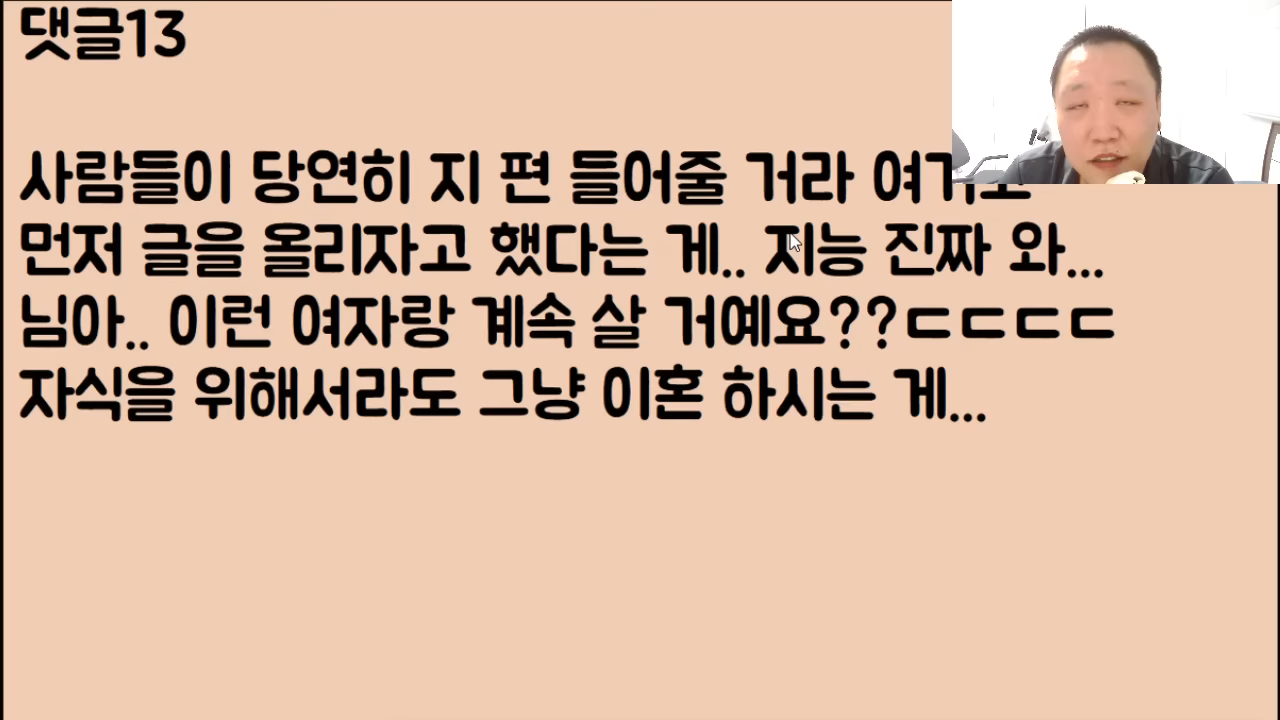 댓글13
사람들이 당연히 지 편 들어줄 거라 여기고
먼저 글을 올리자고 했다는 게.. 지능 진짜 와...
님아.. 이런 여자랑 계속 살 거예요??ㄷㄷㄷㄷ
자식을 위해서라도 그냥 이혼 하시는 게...